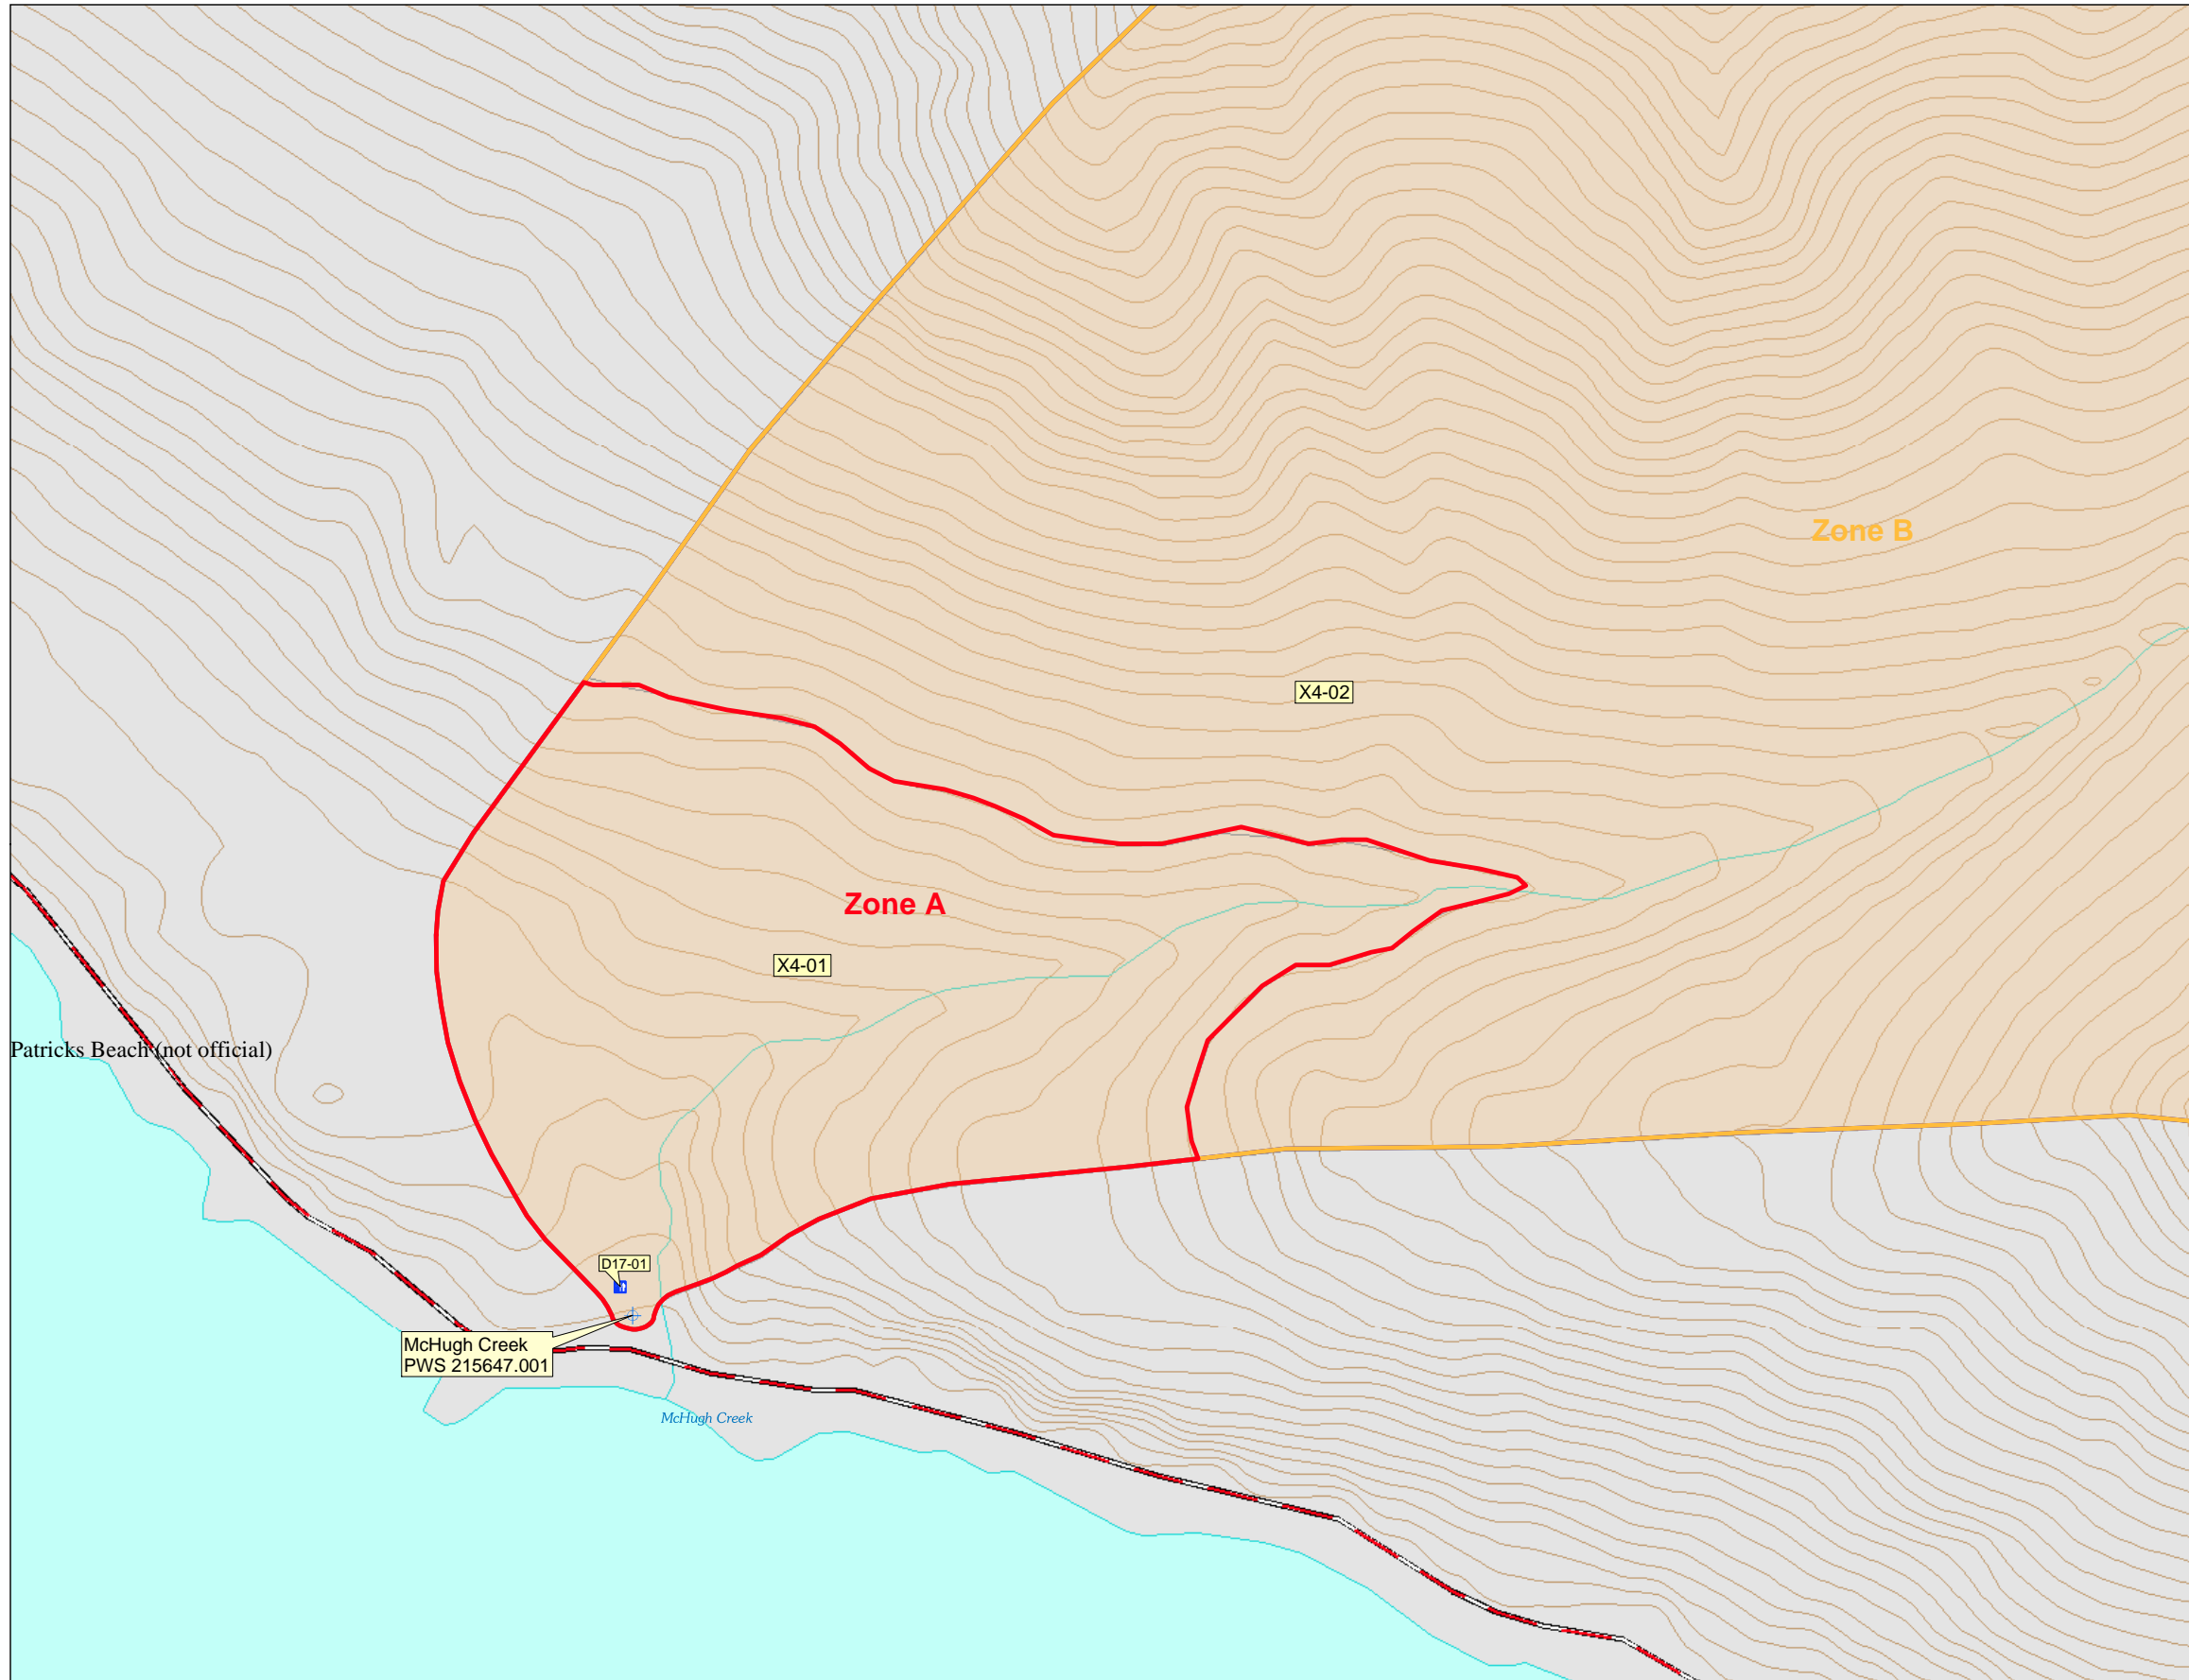 Zone B
X4-02
Zone A
X4-01
Patricks Beach (not official)
D17-01
McHugh Creek
PWS 215647.001
McHugh Creek